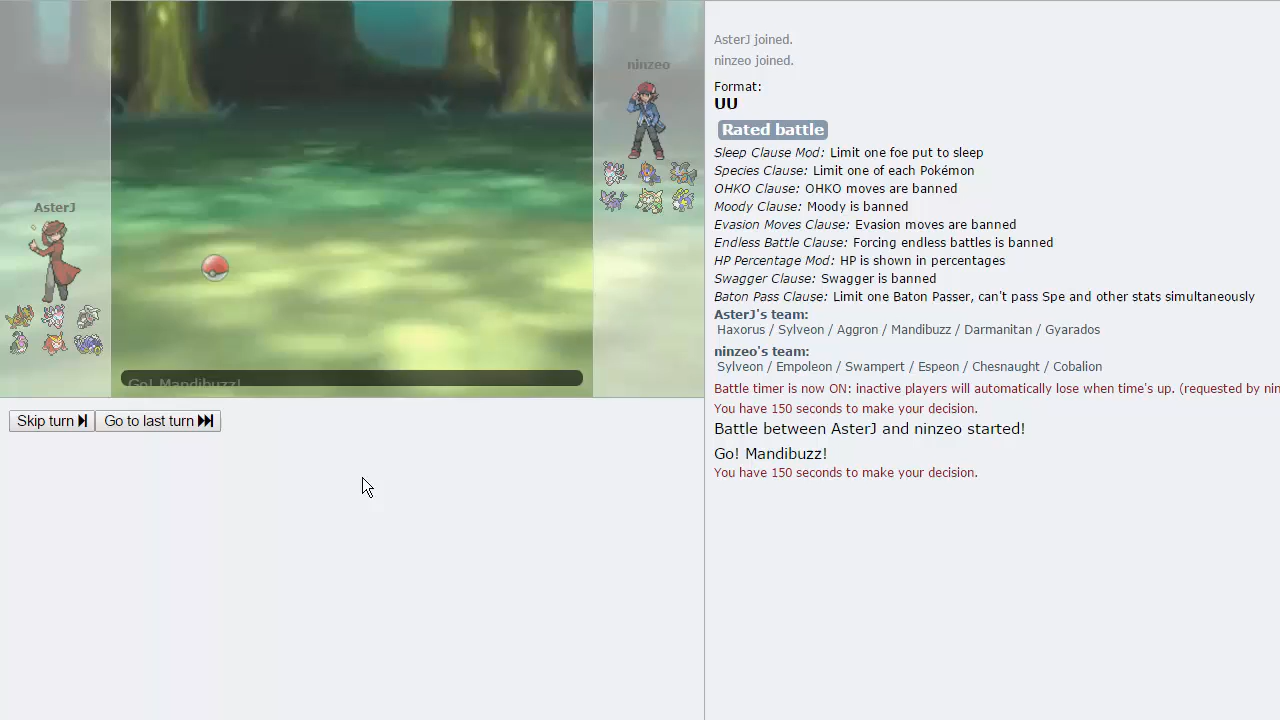 AsterJ
ninzeo
Go! Mandibuzz!
Skip turn
Go to last turn
AsterJ joined.
ninzeo joined.
Format:
UU
Rated battle
Sleep Clause Mod: Limit one foe put to sleep
Species Clause: Limit one of each Pokémon
OHKO Clause: OHKO moves are banned
Moody Clause: Moody is banned
Evasion Moves Clause: Evasion moves are banned
Endless Battle Clause: Forcing endless battles is banned
HP Percentage Mod: HP is shown in percentages
Swagger Clause: Swagger is banned
Baton Pass Clause: Limit one Baton Passer, can't pass Spe and other stats simultaneously
AsterJ's team:
Haxorus / Sylveon / Aggron / Mandibuzz / Darmanitan / Gyarados
ninzeo's team:
Sylveon / Empoleon / Swampert / Espeon / Chesnaught / Cobalion
Battle timer is now ON: inactive players will automatically lose when time's up. (requested by nin
You have 150 seconds to make your decision.
Battle between AsterJ and ninzeo started!
Go! Mandibuzz!
You have 150 seconds to make your decision.